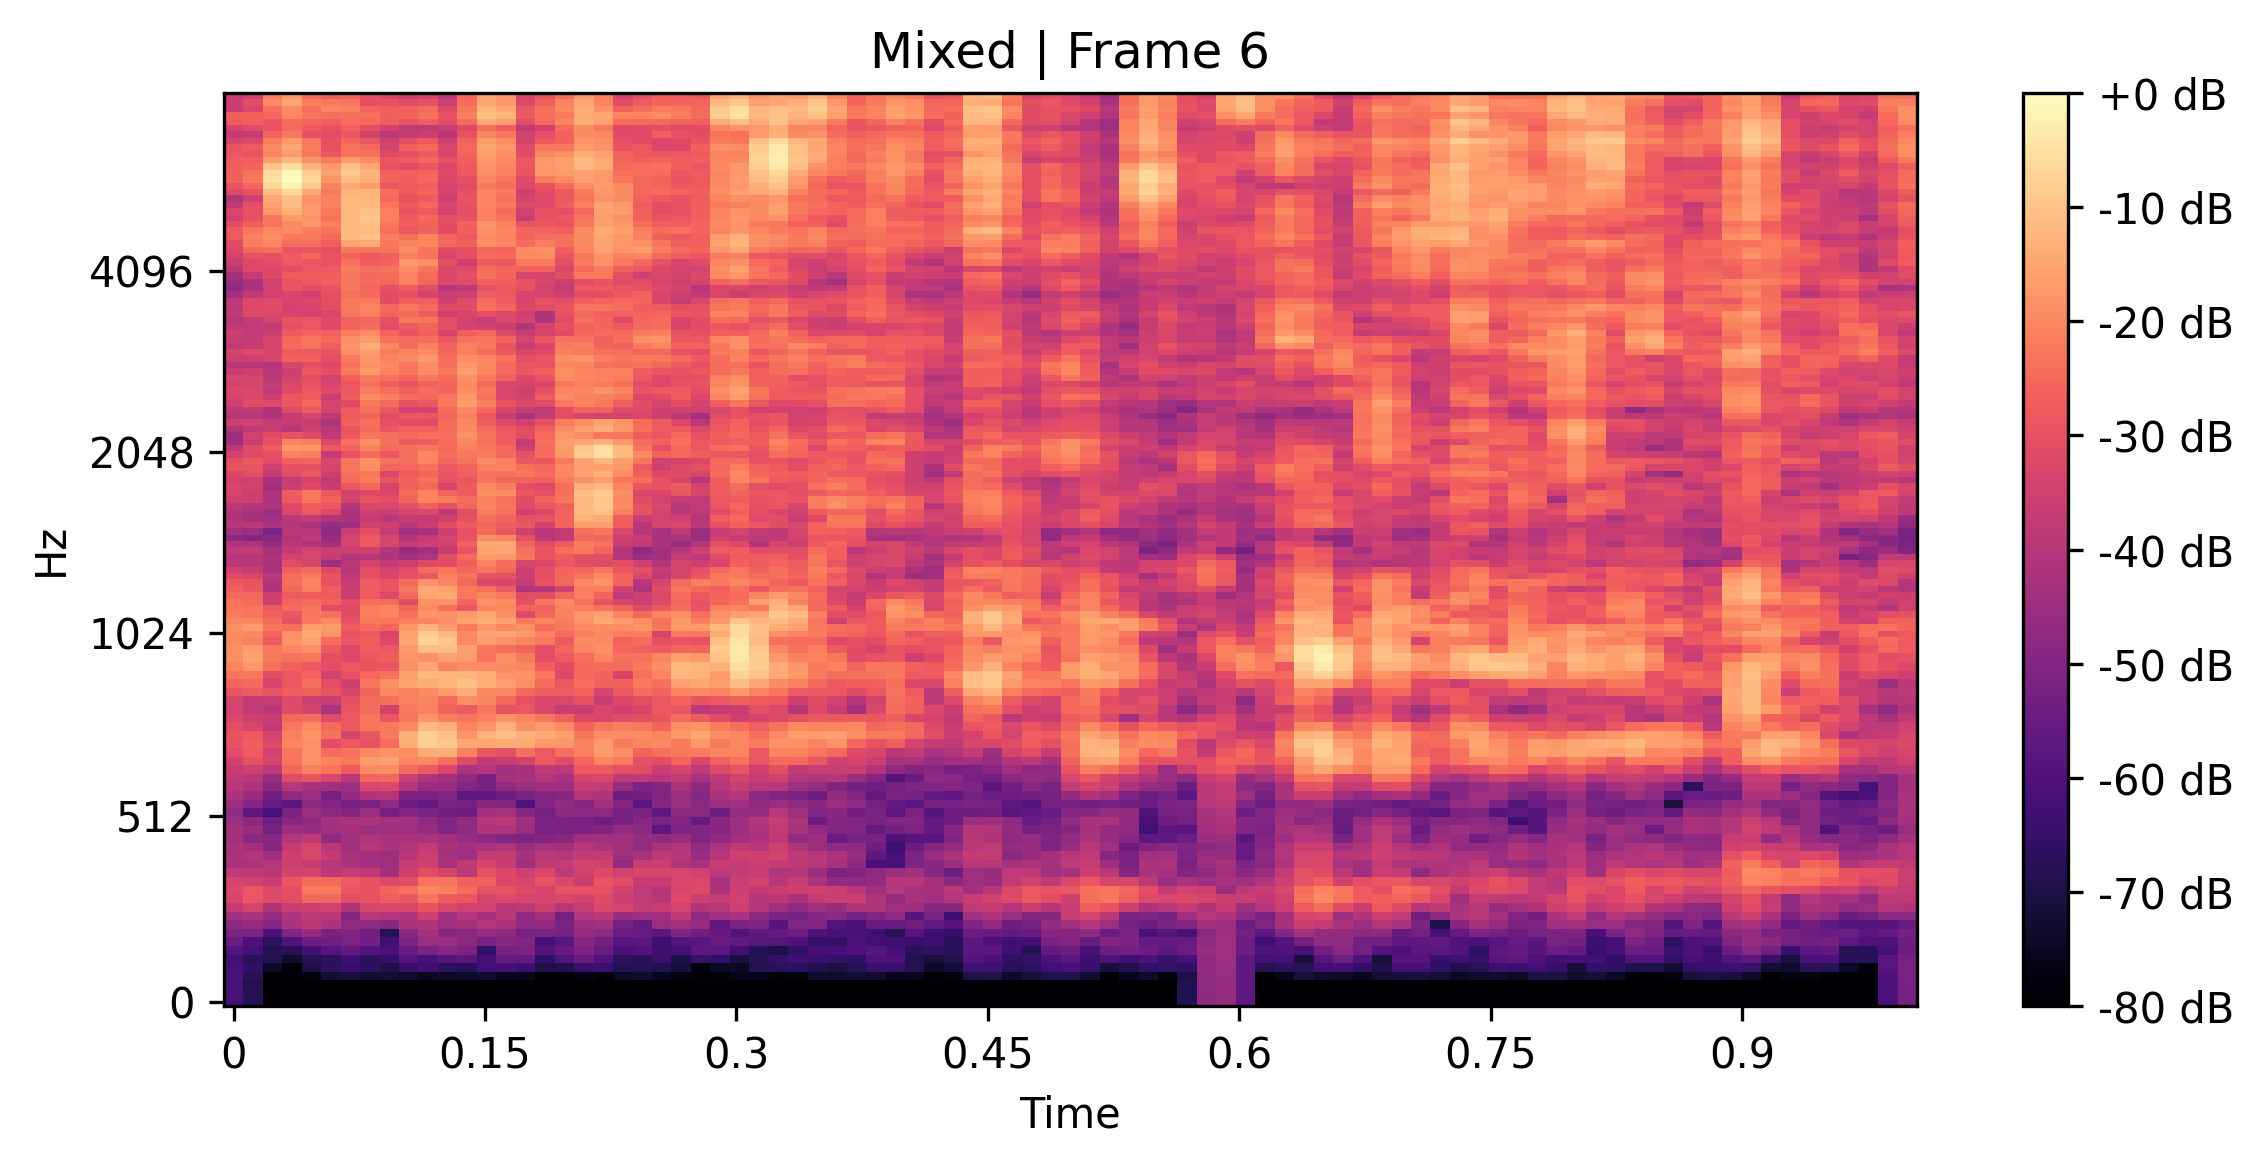 Mixed | Frame 6
Hz
4096
2048
1024
512
0
0 0.15 0.3 0.45 0.6 0.75 0.9
Time
+0 dB
-10 dB
-20 dB
-30 dB
-40 dB
-50 dB
-60 dB
-70 dB
-80 dB